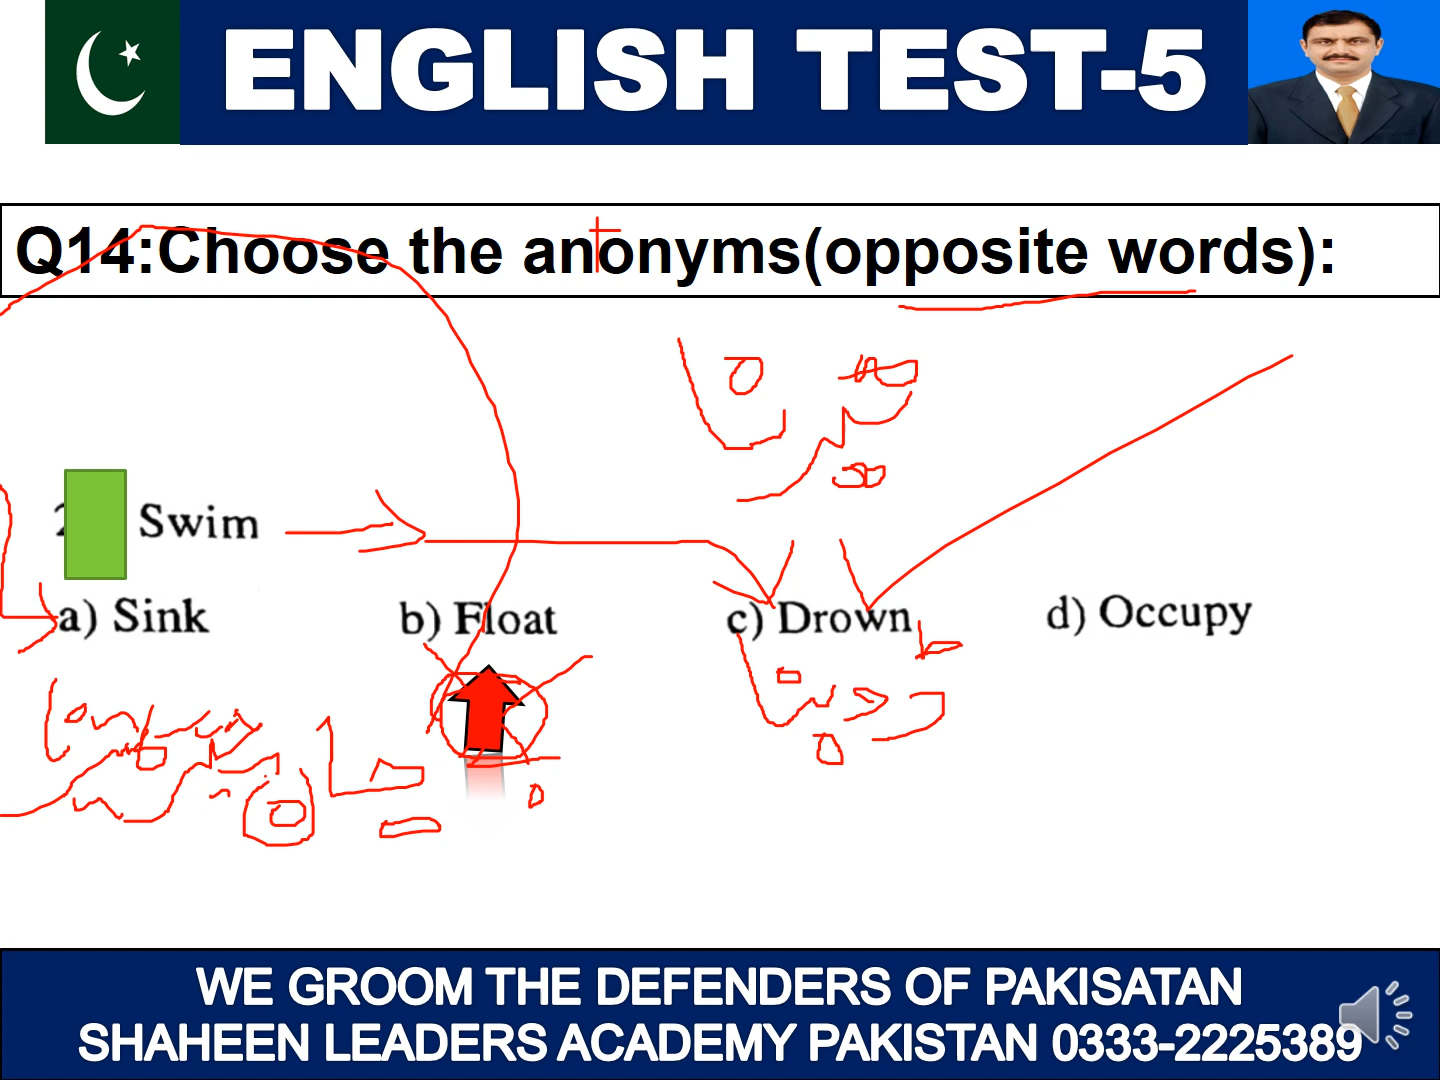 ENGLISH TEST-5
Q14:Choose the anonyms(opposite words):
Swim
a) Sink b) Float c) Drown d) Occupy
WE GROOM THE DEFENDERS OF PAKISATAN
SHAHEEN LEADERS ACADEMY PAKISTAN 0333-2225389